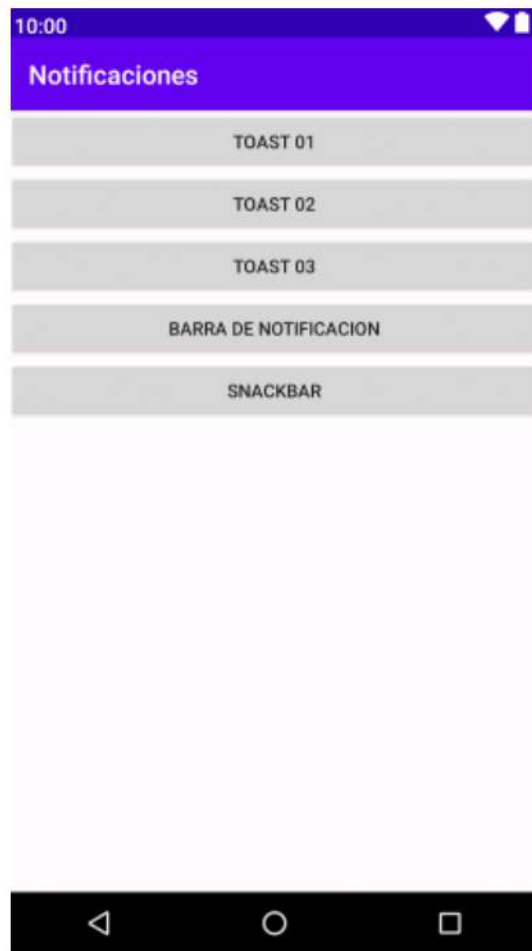 10:00
Notificaciones
TOAST 01
TOAST 02
TOAST 03
BARRA DE NOTIFICACION
SNACKBAR